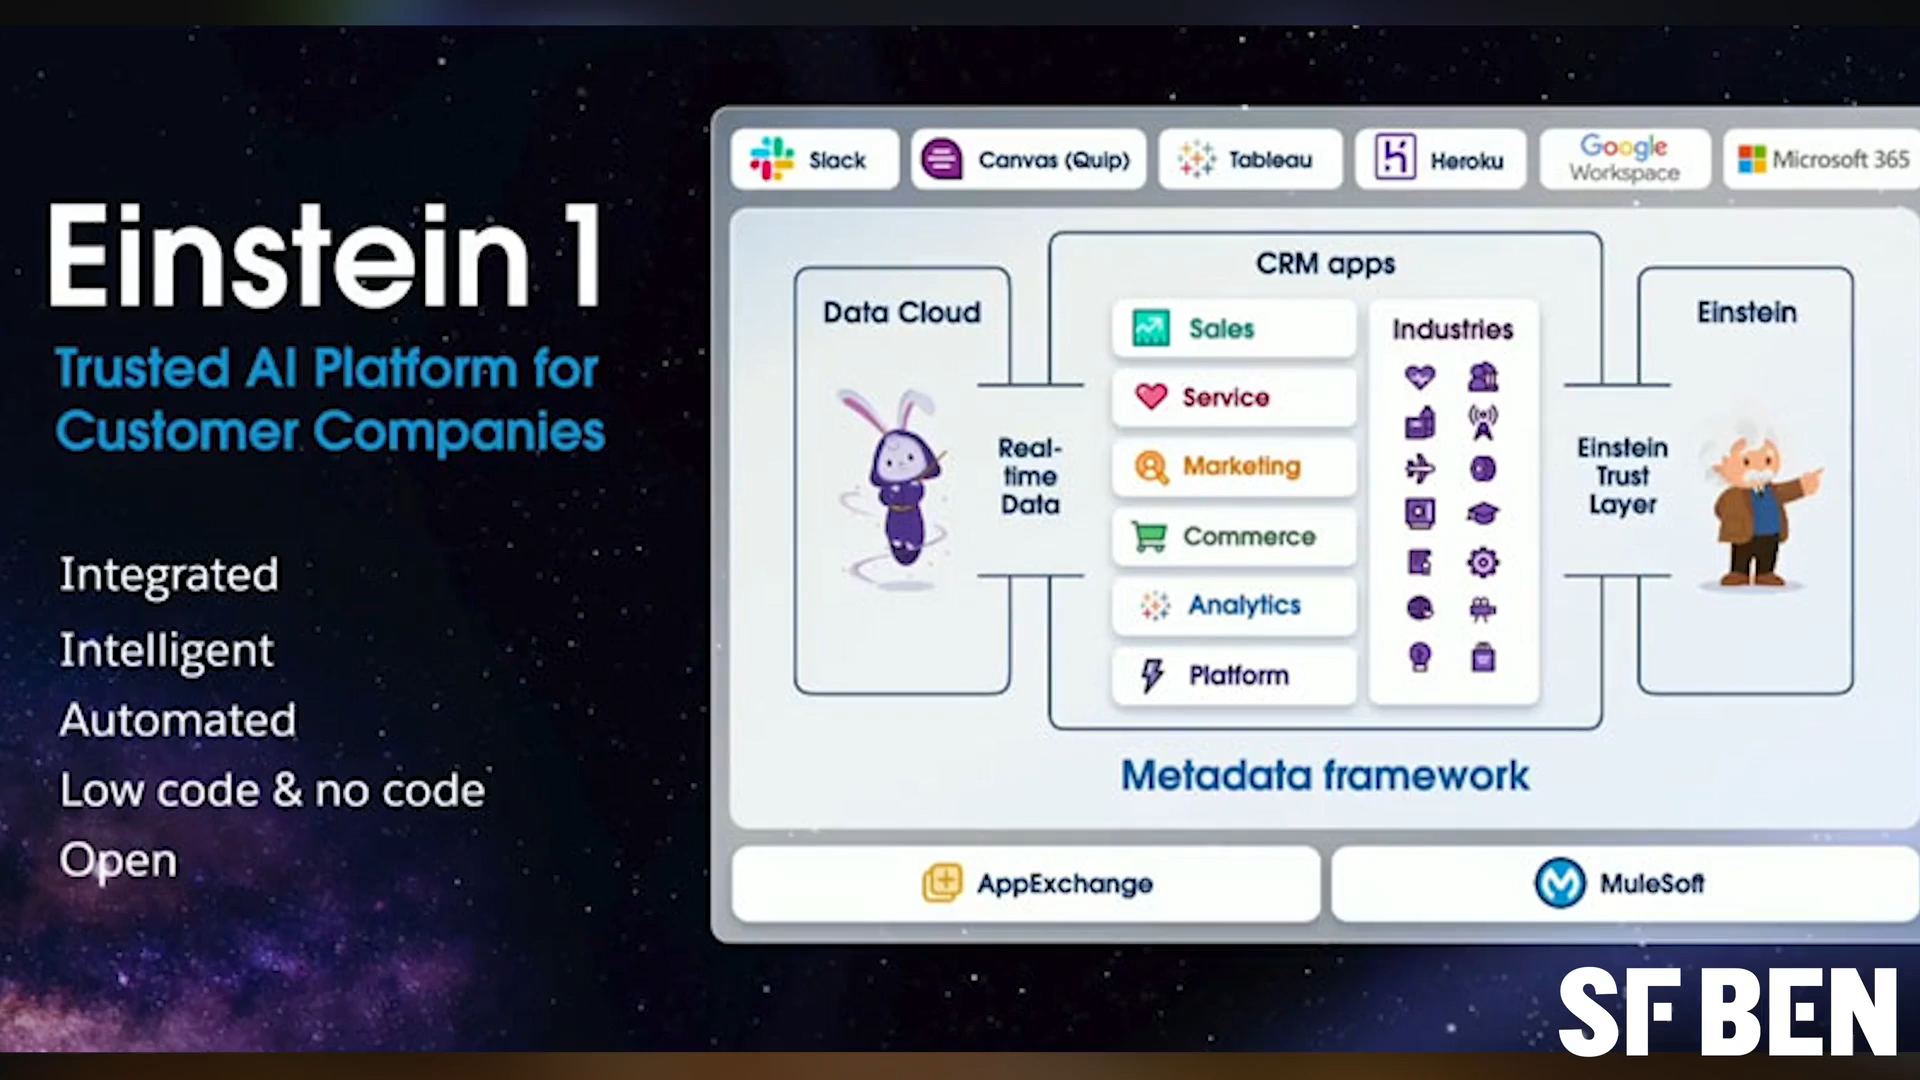 Einstein 1
Trusted AI Platform for
Customer Companies
Integrated
Intelligent
Automated
Low code & no code
Open
Slack
Canvas (Quip)
Tableau
Heroku
Google
Workspace
Microsoft 365
Data Cloud
Real-
time
Data
CRM apps
Sales
Service
Marketing
Commerce
Analytics
Platform
Industries
Einstein
Trust
Layer
Einstein
Metadata framework
AppExchange
MuleSoft
SF BEN